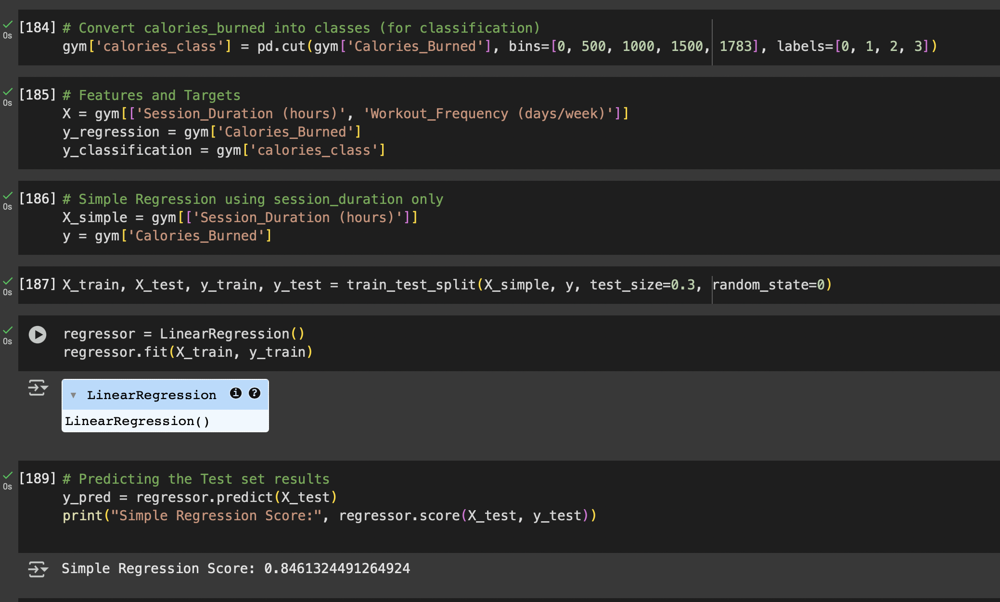 [184] # Convert calories_burned into classes (for classification)
0s
gym['calories_class'] = pd.cut(gym['Calories_Burned'], bins=[0, 500, 1000, 1500, 1783], labels=[0, 1, 2, 3])
[185] # Features and Targets
0s
X = gym[['Session_Duration (hours)', 'Workout_Frequency (days/week)']]
y_regression = gym['Calories_Burned']
y_classification = gym['calories_class']
[186] # Simple Regression using session_duration only
0s
X_simple = gym[['Session_Duration (hours)']]
y = gym['Calories_Burned']
[187] X_train, X_test, y_train, y_test = train_test_split(X_simple, y, test_size=0.3, random_state=0)
0s
regressor = LinearRegression()
0s
regressor.fit(X_train, y_train)
▼ LinearRegression i ?
LinearRegression()
[189] # Predicting the Test set results
0s
y_pred = regressor.predict(X_test)
print("Simple Regression Score:", regressor.score(X_test, y_test))
Simple Regression Score: 0.8461324491264924